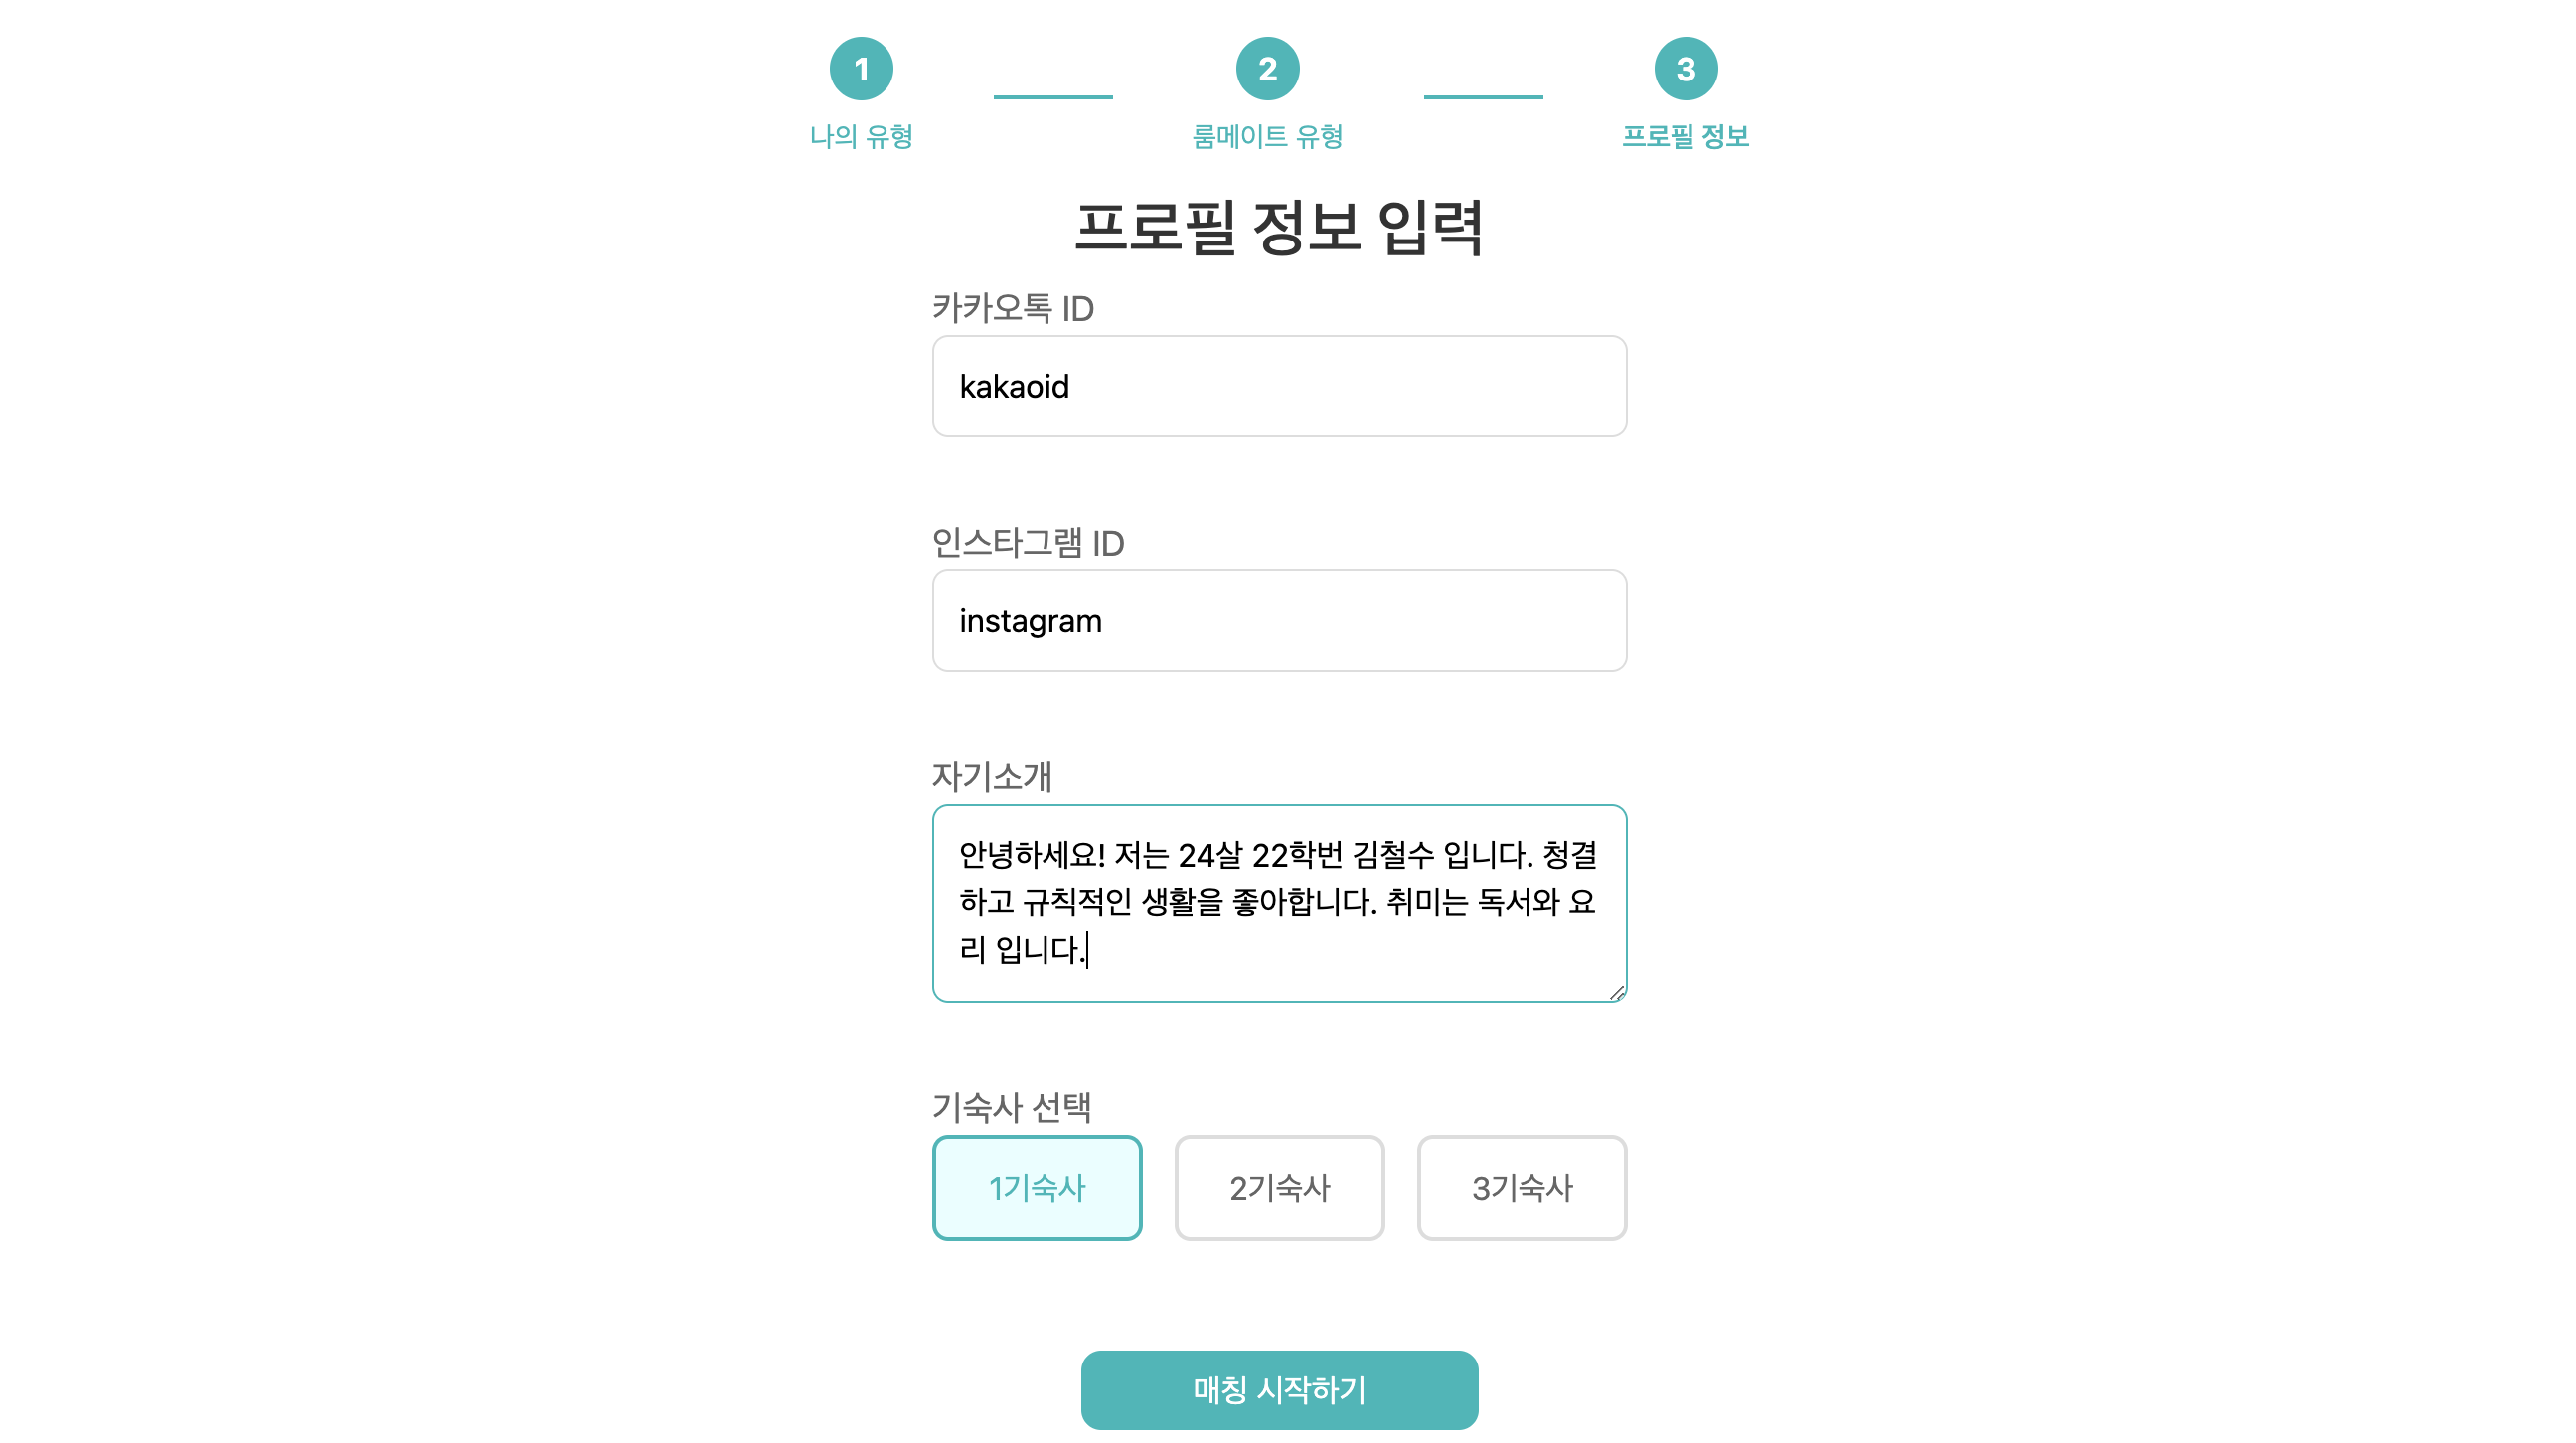 1
나의 유형
2
룸메이트 유형
3
프로필 정보
프로필 정보 입력
카카오톡 ID
kakaoid
인스타그램 ID
instagram
자기소개
안녕하세요! 저는 24살 22학번 김철수 입니다. 청결
하고 규칙적인 생활을 좋아합니다. 취미는 독서와 요
리 입니다.
기숙사 선택
1기숙사
2기숙사
3기숙사
매칭 시작하기